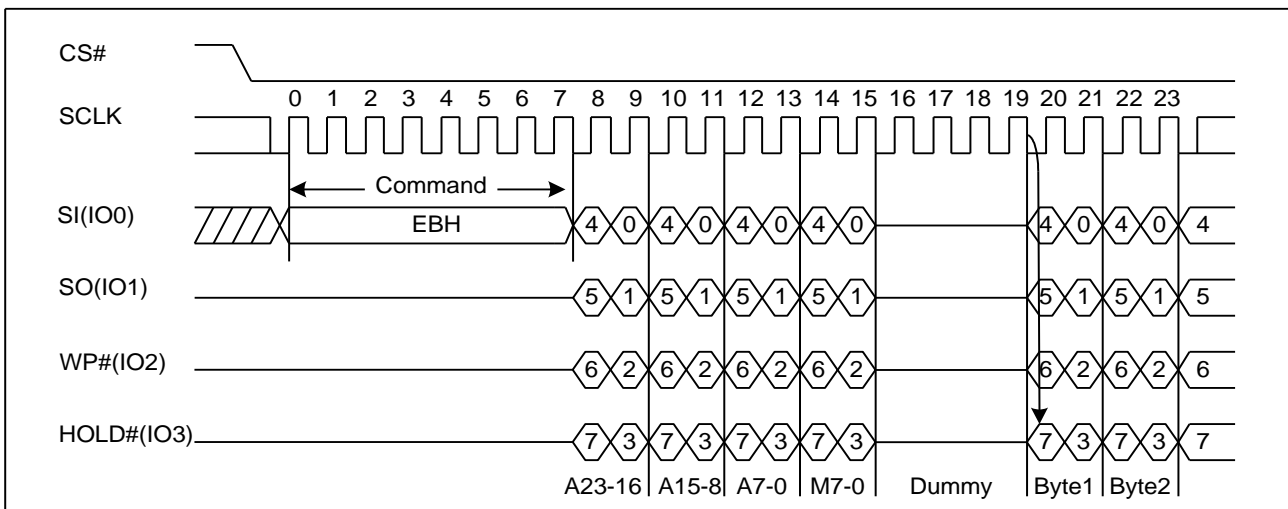 CS#
0 1 2 3 4 5 6 7 8 9 10 11 12 13 14 15 16 17 18 19 20 21 22 23
SCLK
Command
SI(IO0) EBH 4 0 4 0 4 0 4 0 4 0 4 0 4
SO(IO1) 5 1 5 1 5 1 5 1 5 1 5 1 5
WP#(IO2) 6 2 6 2 6 2 6 2 6 2 6 2 6
HOLD#(IO3) 7 3 7 3 7 3 7 3 7 3 7 3 7
A23-16 A15-8 A7-0 M7-0 Dummy Byte1 Byte2